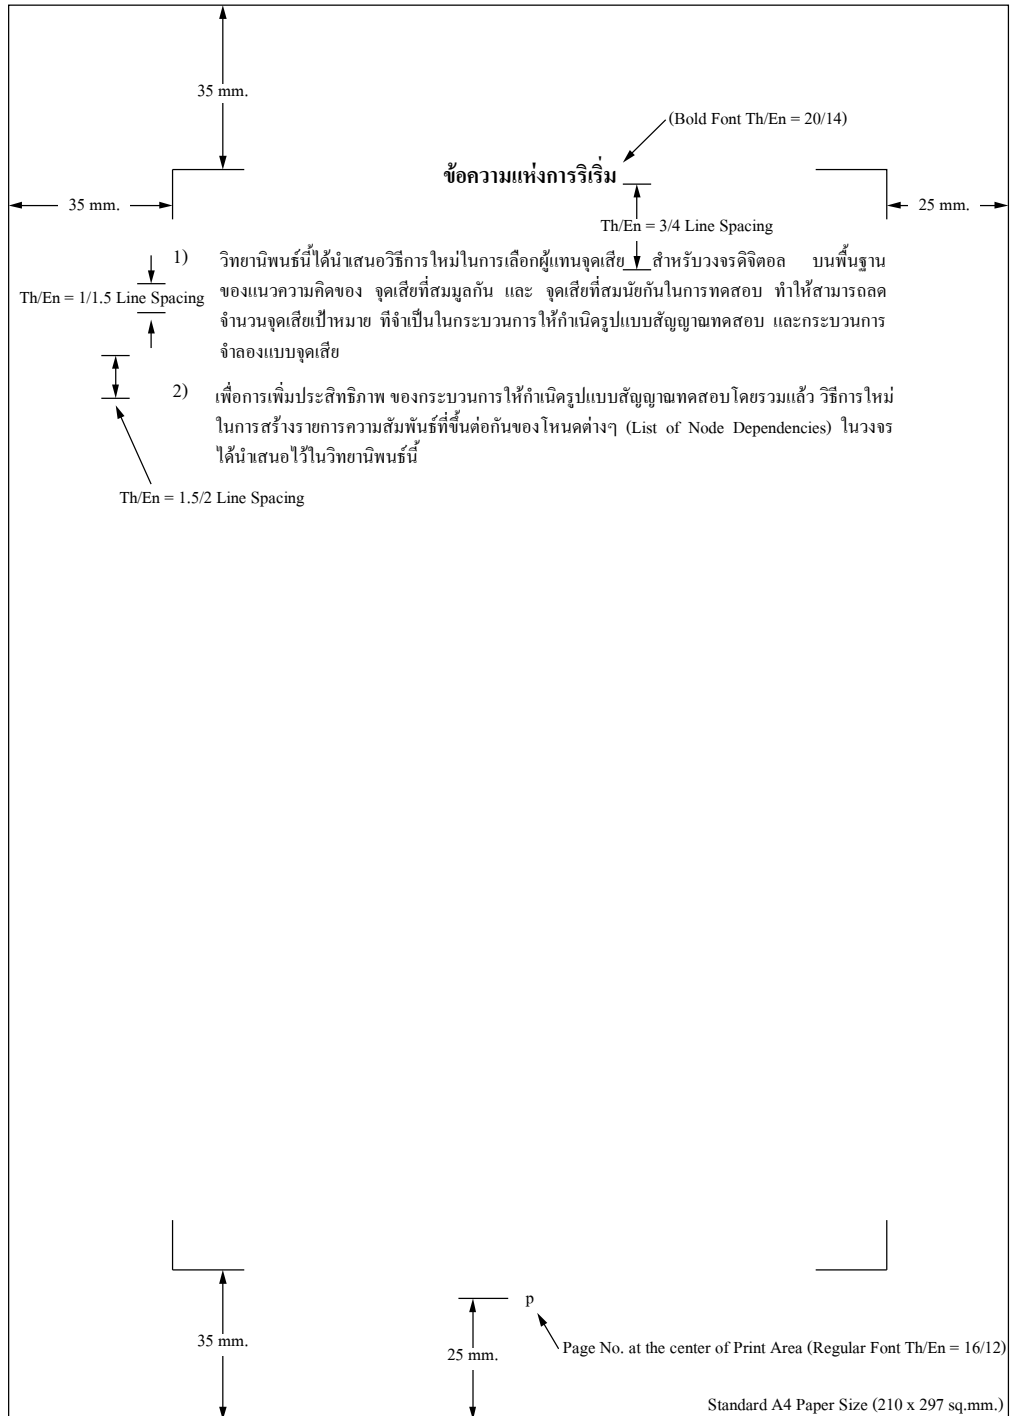 35 mm.
(Bold Font Th/En = 20/14)
ข้อความแห่งการริเริ่ม
35 mm.
25 mm.
Th/En = 3/4 Line Spacing
1) วิทยานิพนธ์นี้ได้นำเสนอวิธีการใหม่ในการเลือกผู้แทนจุดเสีย สำหรับวงจรดิจิตอล บนพื้นฐาน
ของแนวความคิดของ จุดเสียที่สมมูลกัน และ จุดเสียที่สมนัยกันในการทดสอบ ทำให้สามารถลด
Th/En = 1/1.5 Line Spacing
จำนวนจุดเสียเป้าหมาย ทีจำเป็นในกระบวนการให้กำเนิดรูปแบบสัญญาณทดสอบ และกระบวนการ
จำลองแบบจุดเสีย
2) เพื่อการเพิ่มประสิทธิภาพ ของกระบวนการให้กำเนิดรูปแบบสัญญาณทดสอบโดยรวมแล้ว วิธีการใหม่
ในการสร้างรายการความสัมพันธ์ที่ขึ้นต่อกันของโหนดต่างๆ (List of Node Dependencies) ในวงจร
ได้นำเสนอไว้ในวิทยานิพนธ์นี้
Th/En = 1.5/2 Line Spacing
p
35 mm.
25 mm.
Page No. at the center of Print Area (Regular Font Th/En = 16/12)
Standard A4 Paper Size (210 x 297 sq.mm.)